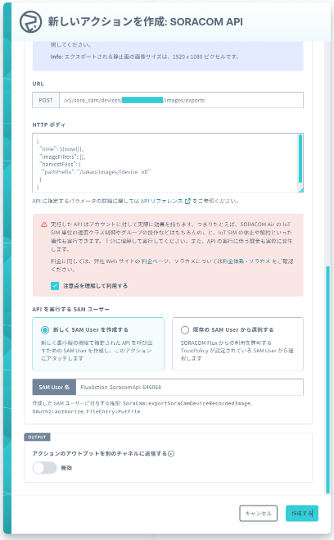 新しいアクションを作成: SORACOM API
照してください。
Info: エクスポートされる静止画の画像サイズは、1920 x 1080 ピクセルです。
URL
POST /v1/sora_cam/devices/ /images/exports
HTTP ボディ
{
"time": ${now()},
"imageFilters": [],
"harvestFiles": {
"pathPrefix": "/takao/images/${device_id}"
}
}
API に指定するパラメータの詳細に関しては API リファレンス をご参照ください。
実行した API はアカウントに対して実際に効果を持ちます。つまりたとえば、SORACOM Air の IoT
SIM 単位の速度クラス制御やグループの操作などはもちろんのこと、IoT SIM の休止や解約といった
操作も実行できます。十分に理解して実行してください。また、API の実行に伴う課金も実際に発生
します。
料金に関しては、弊社 Web サイトの料金ページ、ソラカメについては料金体系 - ソラカメ をご確認
ください。
注意点を理解して利用する
API を実行する SAM ユーザー
新しく SAM User を作成する
新しく最小限の権限で指定された API を呼び出
すための SAM User を作成し、このアクション
にアタッチします
既存の SAM User から選択する
SORACOM Flux からの利用を許可する
TrustPolicy が設定されている SAM User から選
択します
SAM User 名 FluxAction-SoracomApi-646068
作成した SAM ユーザーに付与する権限: SoraCam:exportSoraCamDeviceRecordedImage,
OAuth2:authorize, FileEntry:PutFile
OUTPUT
アクションのアウトプットを別のチャネルに送信する
無効
キャンセル
作成する